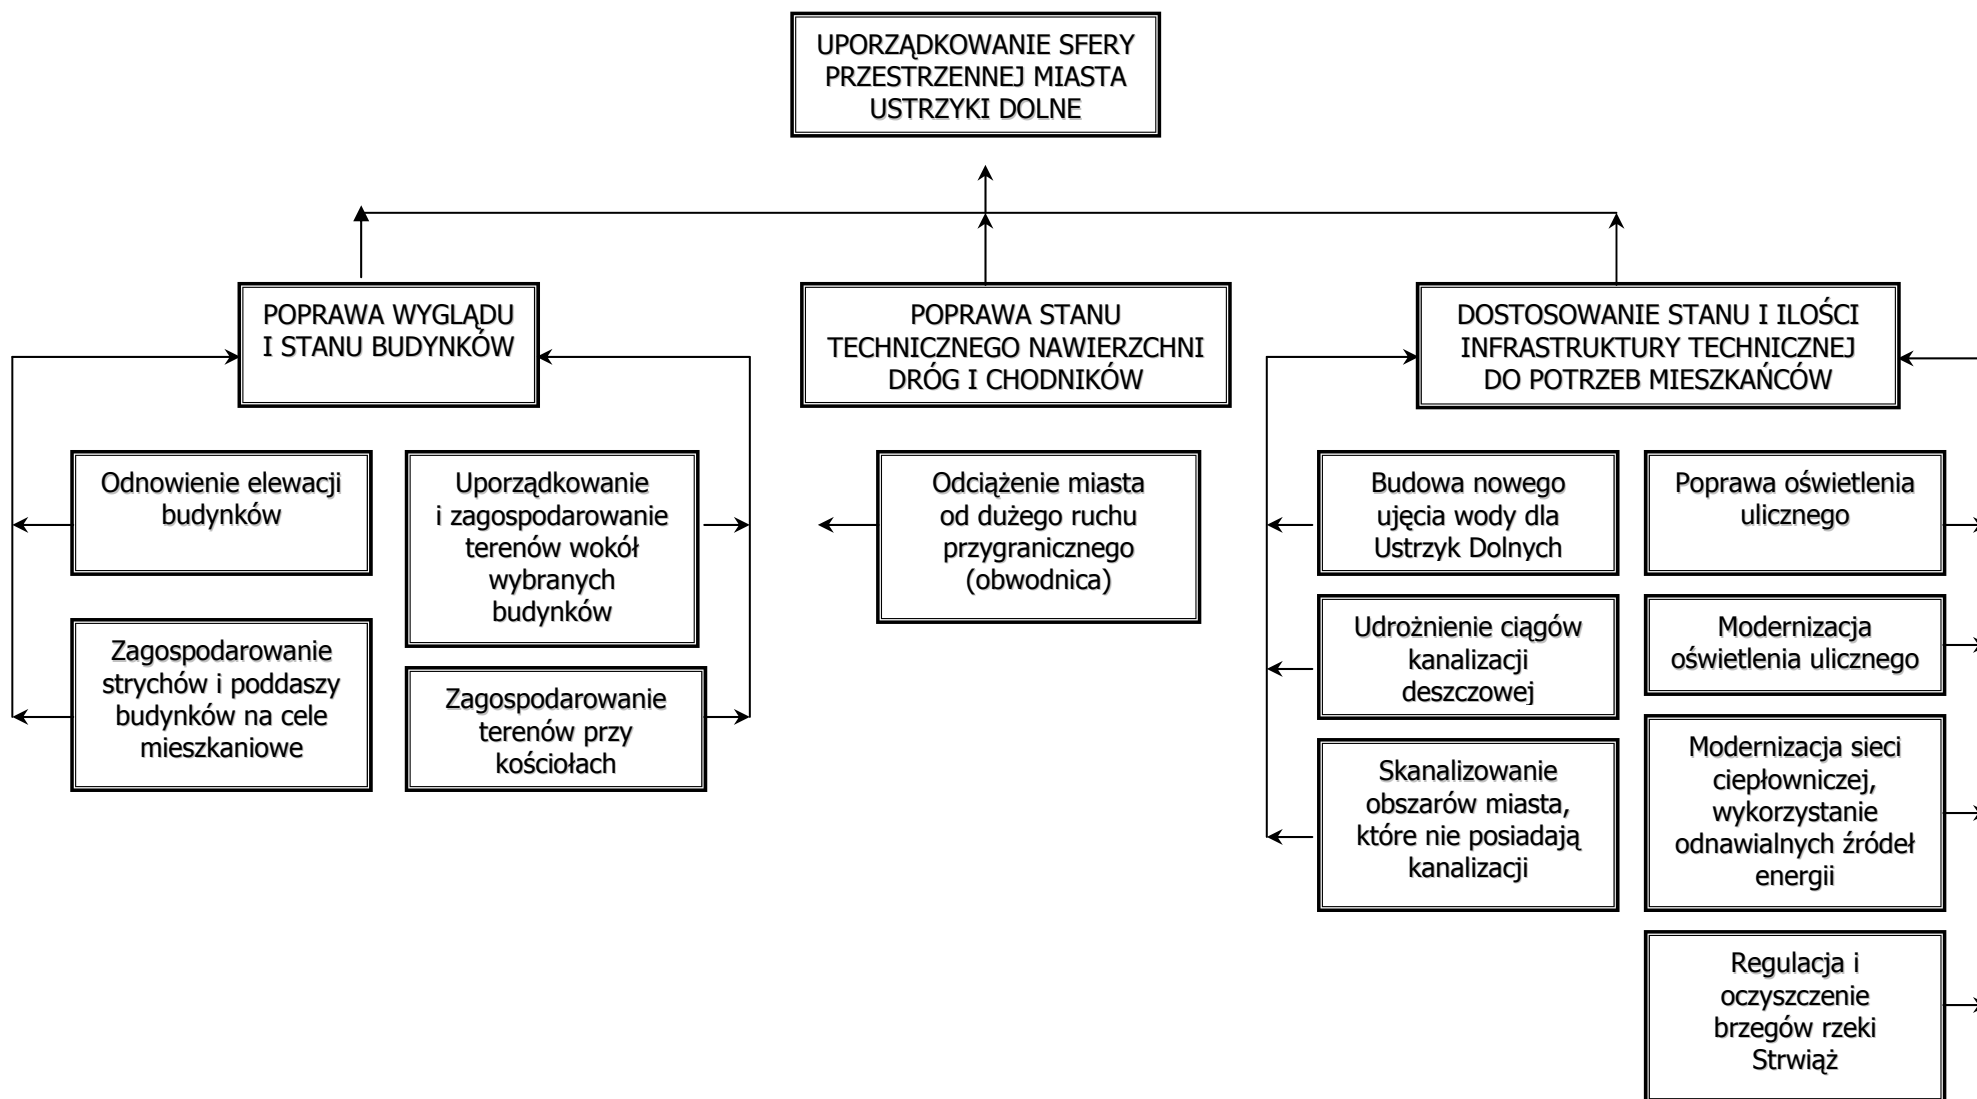 UPORZĄDKOWANIE SFERY
PRZESTRZENNEJ MIASTA
USTRZYKI DOLNE
POPRAWA WYGLĄDU
I STANU BUDYNKÓW
POPRAWA STANU
TECHNICZNEGO NAWIERZCHNI
DRÓG I CHODNIKÓW
DOSTOSOWANIE STANU I ILOŚCI
INFRASTRUKTURY TECHNICZNEJ
DO POTRZEB MIESZKAŃCÓW
Odnowienie elewacji
budynków
Zagospodarowanie
strychów i poddaszy
budynków na cele
mieszkaniowe
Uporządkowanie
i zagospodarowanie
terenów wokół
wybranych
budynków
Zagospodarowanie
terenów przy
kościołach
Odciążenie miasta
od dużego ruchu
przygranicznego
(obwodnica)
Budowa nowego
ujęcia wody dla
Ustrzyk Dolnych
Udrożnienie ciągów
kanalizacji
deszczowej
Skanalizowanie
obszarów miasta,
które nie posiadają
kanalizacji
Poprawa oświetlenia
ulicznego
Modernizacja
oświetlenia ulicznego
Modernizacja sieci
ciepłowniczej,
wykorzystanie
odnawialnych źródeł
energii
Regulacja i
oczyszczenie
brzegów rzeki
Strwiąż